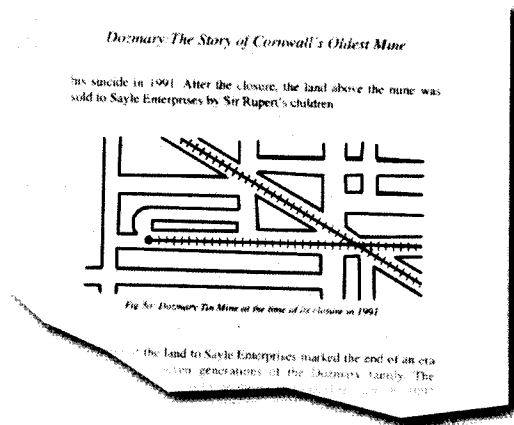 Dozmary: The Story of Cornwall's Oldest Mine
his suicide in 1991. After the closure, the land above the mine was
sold to Sayle Enterprises by Sir Rupert's children
Dozmary Tin Mine at the time of its closure in 1991
the land to Sayle Enterprises marked the end of an era
generations of the Dozmary family. The